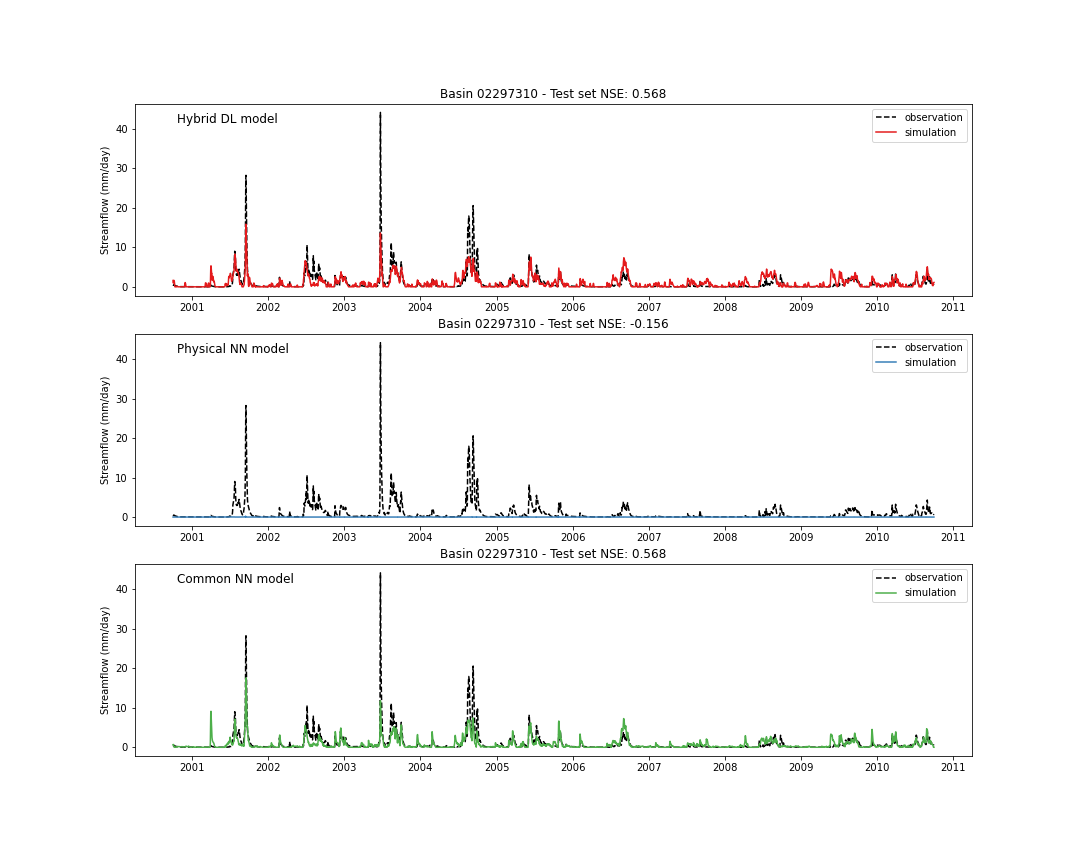 Basin 02297310 - Test set NSE: 0.568
Hybrid DL model
observation
simulation
Streamflow (mm/day)
40
30
20
10
0
2001 2002 2003 2004 2005 2006 2007 2008 2009 2010 2011
Basin 02297310 - Test set NSE: -0.156
Physical NN model
observation
simulation
Streamflow (mm/day)
40
30
20
10
0
2001 2002 2003 2004 2005 2006 2007 2008 2009 2010 2011
Basin 02297310 - Test set NSE: 0.568
Common NN model
observation
simulation
Streamflow (mm/day)
40
30
20
10
0
2001 2002 2003 2004 2005 2006 2007 2008 2009 2010 2011